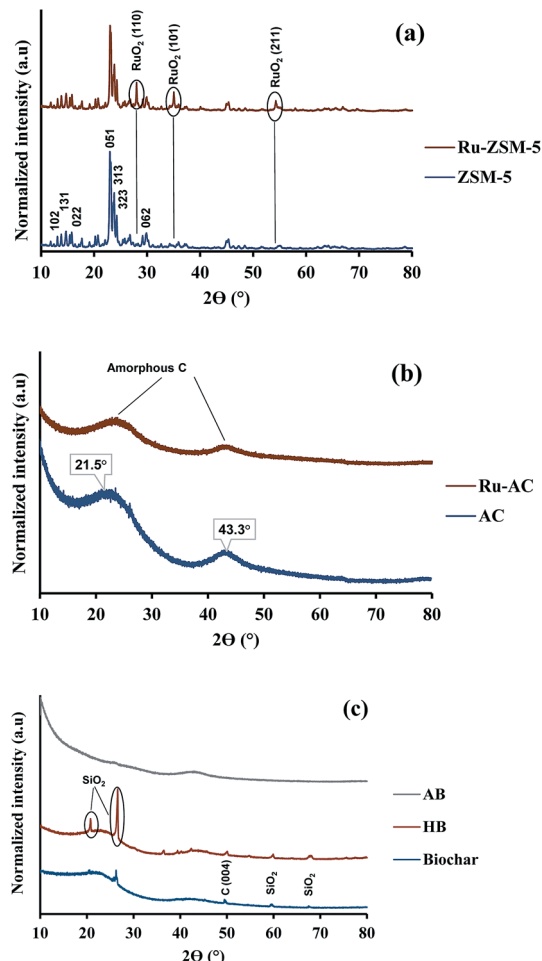 (a)
RuO2 (110)
RuO2 (101)
RuO2 (211)
Normalized intensity (a.u)
Ru-ZSM-5
ZSM-5
102
131
022
051
313
323
062
10 20 30 40 50 60 70 80
2Ɵ (°)
(b)
Amorphous C
Normalized intensity (a.u)
21.5°
43.3°
Ru-AC
AC
10 20 30 40 50 60 70 80
2Ɵ (°)
(c)
Normalized intensity (a.u)
SiO2
AB
HB
Biochar
C (004)
SiO2
SiO2
10 20 30 40 50 60 70 80
2Ɵ (°)